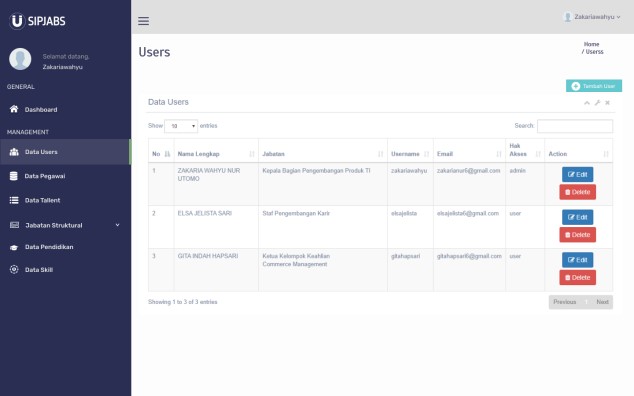 SIPJABS
Zakariawahyu
Selamat datang,
Zakariawahyu
GENERAL
Dashboard
MANAGEMENT
Data Users
Data Pegawai
Data Tallent
Jabatan Struktural
Data Pendidikan
Data Skill
Users
Home
/ Userss
Tambah User
Data Users
Show 10 entries
Search:
No Nama Lengkap Jabatan Username Email Hak Akses Action
1 ZAKARIA WAHYU NUR UTOMO Kepala Bagian Pengembangan Produk TI zakariawahyu zakarianur6@gmail.com admin Edit
Delete
2 ELSA JELISTA SARI Staf Pengembangan Karir elsajelista elsajelista6@gmail.com user Edit
Delete
3 GITA INDAH HAPSARI Ketua Kelompok Keahlian Commerce Management gitahapsari gitahapsari6@gmail.com user Edit
Delete
Showing 1 to 3 of 3 entries
Previous 1 Next